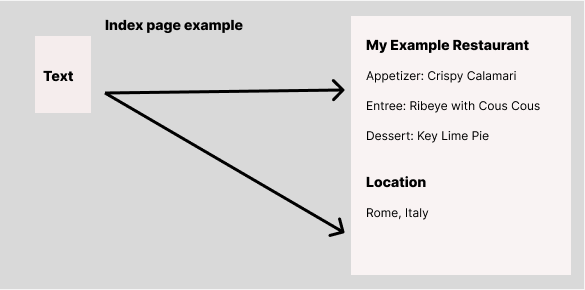 Index page example
Text
My Example Restaurant
Appetizer: Crispy Calamari
Entree: Ribeye with Cous Cous
Dessert: Key Lime Pie
Location
Rome, Italy